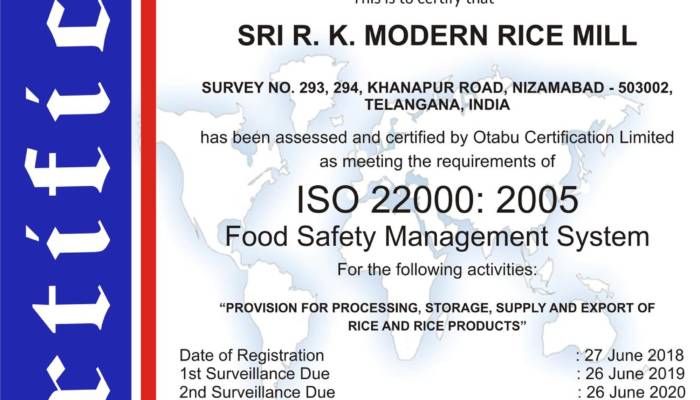 This is to certify that
SRI R. K. MODERN RICE MILL
SURVEY NO. 293, 294, KHANAPUR ROAD, NIZAMABAD - 503002,
TELANGANA, INDIA
has been assessed and certified by Otabu Certification Limited
as meeting the requirements of
ISO 22000: 2005
Food Safety Management System
For the following activities:
“PROVISION FOR PROCESSING, STORAGE, SUPPLY AND EXPORT OF
RICE AND RICE PRODUCTS”
Date of Registration : 27 June 2018
1st Surveillance Due : 26 June 2019
2nd Surveillance Due : 26 June 2020
rtific